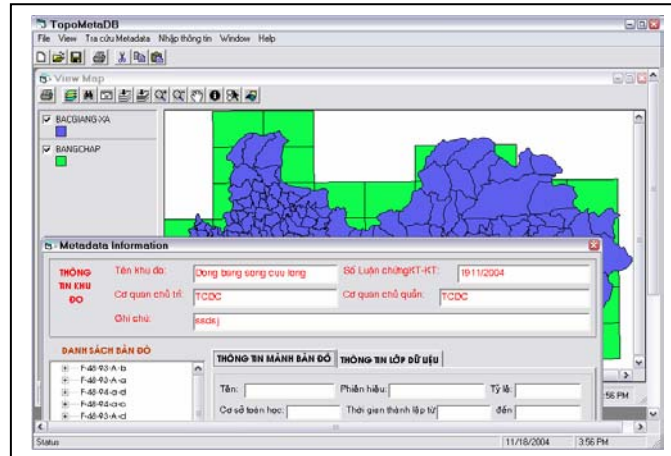 TopoMetaDB
File View Tra cứu Metadata Nhập thông tin Window Help
View Map
BACGIANG-XA
BANGCHAP
Metadata Information
THÔNG TIN KHU ĐO
Tên khu đo: Dong bang song cuu long Số Luận chứngKT-KT: 1911/2004
Cơ quan chủ trì: TCDC Cơ quan chủ quản: TCDC
Ghi chú: ssdsj
DANH SÁCH BẢN ĐỒ
F-48-93-A-b
F-48-93-A-a
F-48-94-a-d
F-48-94-a-c
F-48-93-A-d
THÔNG TIN MẢNH BẢN ĐỒ THÔNG TIN LỚP DỮ LIỆU
Tên: Phiên hiệu: Tỷ lệ:
Cơ sở toán học: Thời gian thành lập từ đến
:56 PM
Status 11/18/2004 3:56 PM